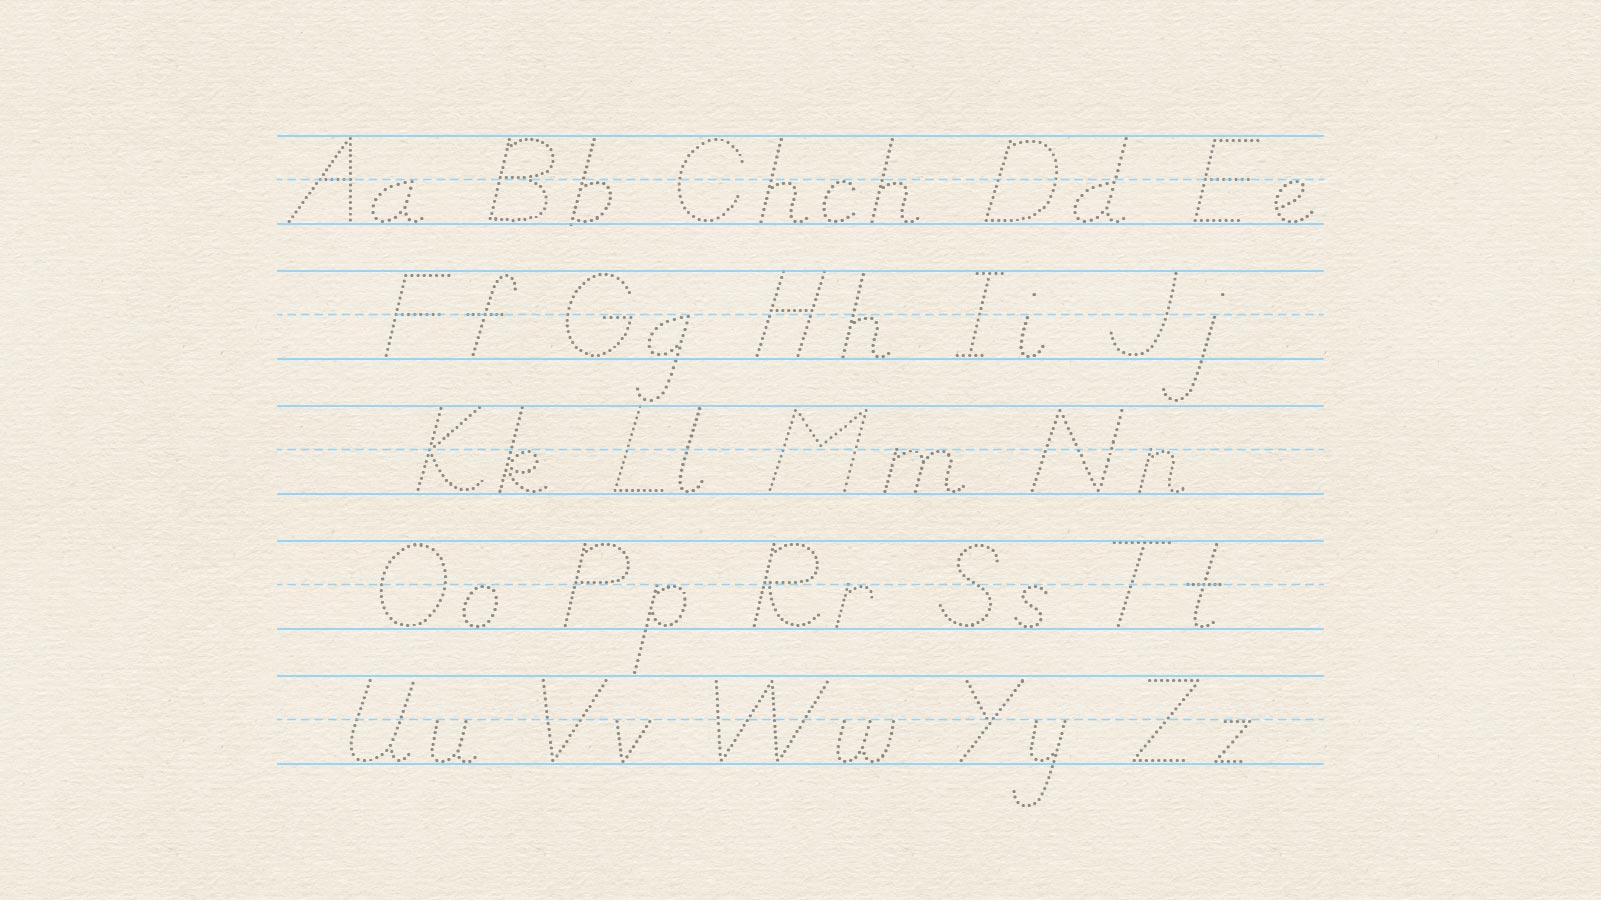 Aa Bb Chch Dd Ee
Ff Gg Hh Ii Jj
Kk Ll Mm Nn
Oo Pp Rr Ss Tt
Uu Vv Ww Yy Zz